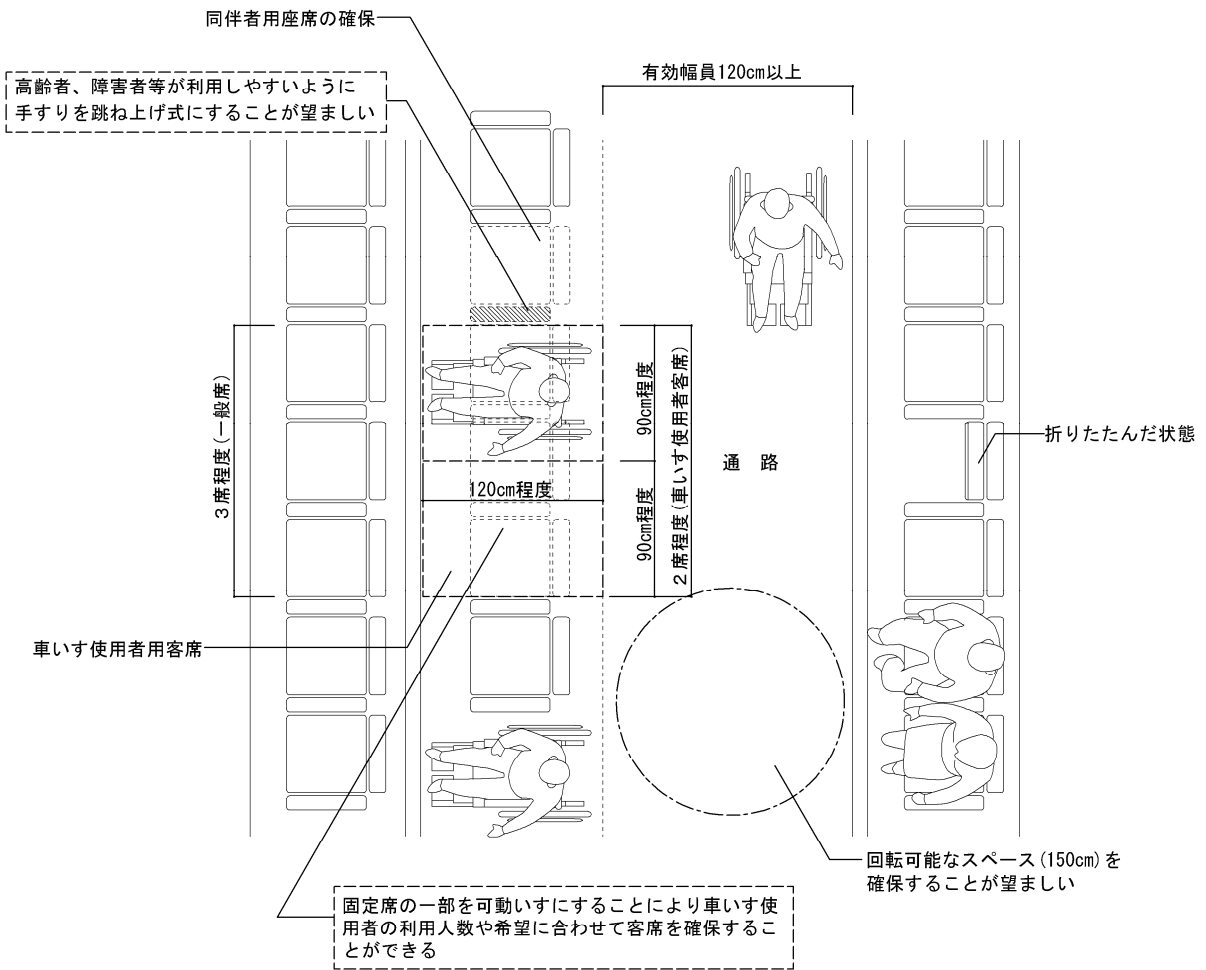 同伴者用座席の確保
高齢者、障害者等が利用しやすいように
手すりを跳ね上げ式にすることが望ましい
有効幅員120cm以上
3席程度(一般席)
90cm程度
90cm程度
2席程度(車いす使用者客席)
120cm程度
通 路
折りたたんだ状態
車いす使用者用客席
回転可能なスペース(150cm)を
確保することが望ましい
固定席の一部を可動いすにすることにより車いす使
用者の利用人数や希望に合わせて客席を確保するこ
とができる